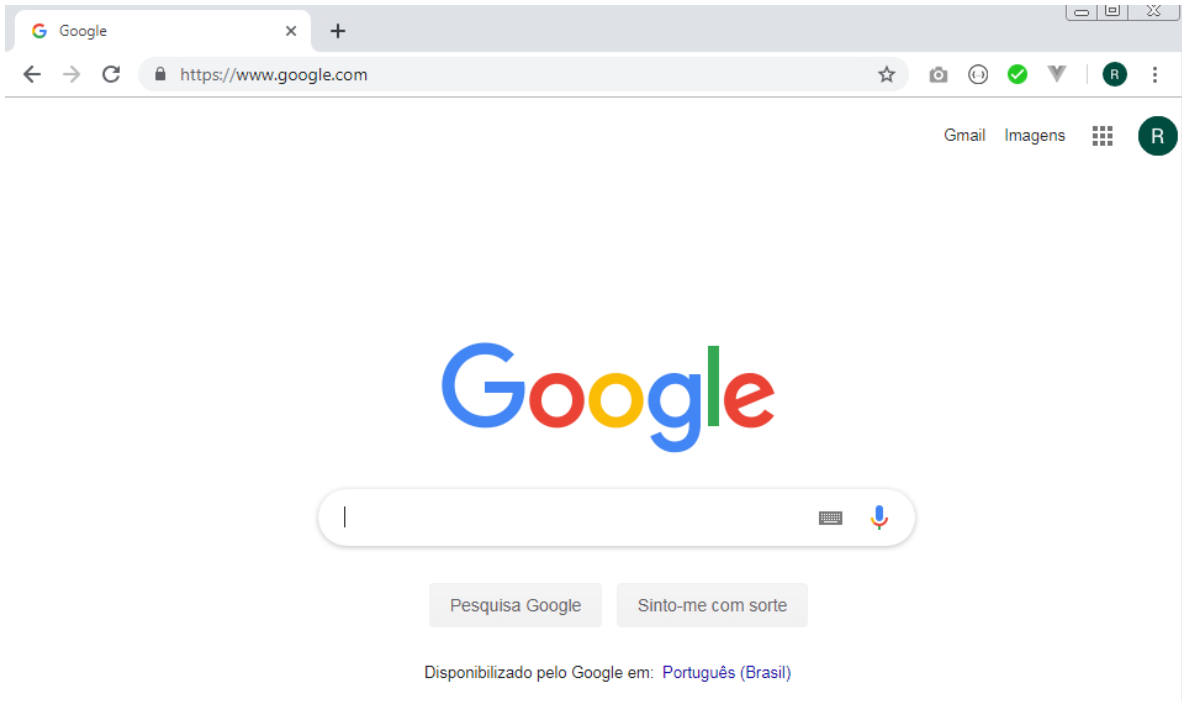 Google
https://www.google.com
R
Gmail Imagens
R
Google
Pesquisa Google Sinto-me com sorte
Disponibilizado pelo Google em: Português (Brasil)